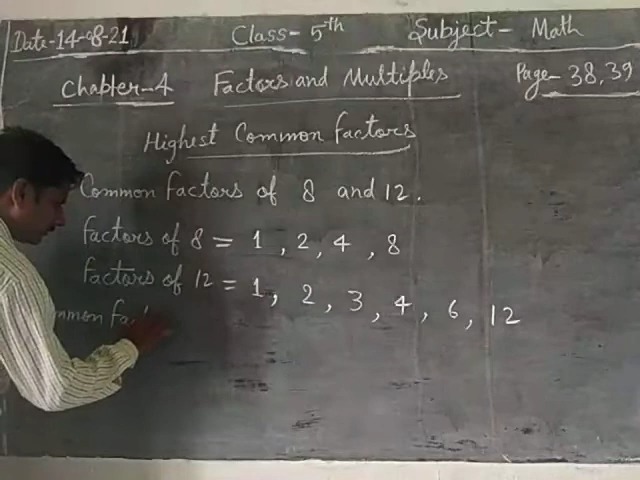 Date-14-08-21 Class- 5th Subject- Math
Chapter-4 Factors and Multiples Page-38,39
Highest Common factors
Common factors of 8 and 12.
factors of 8 = 1, 2, 4, 8
factors of 12 = 1, 2, 3, 4, 6, 12